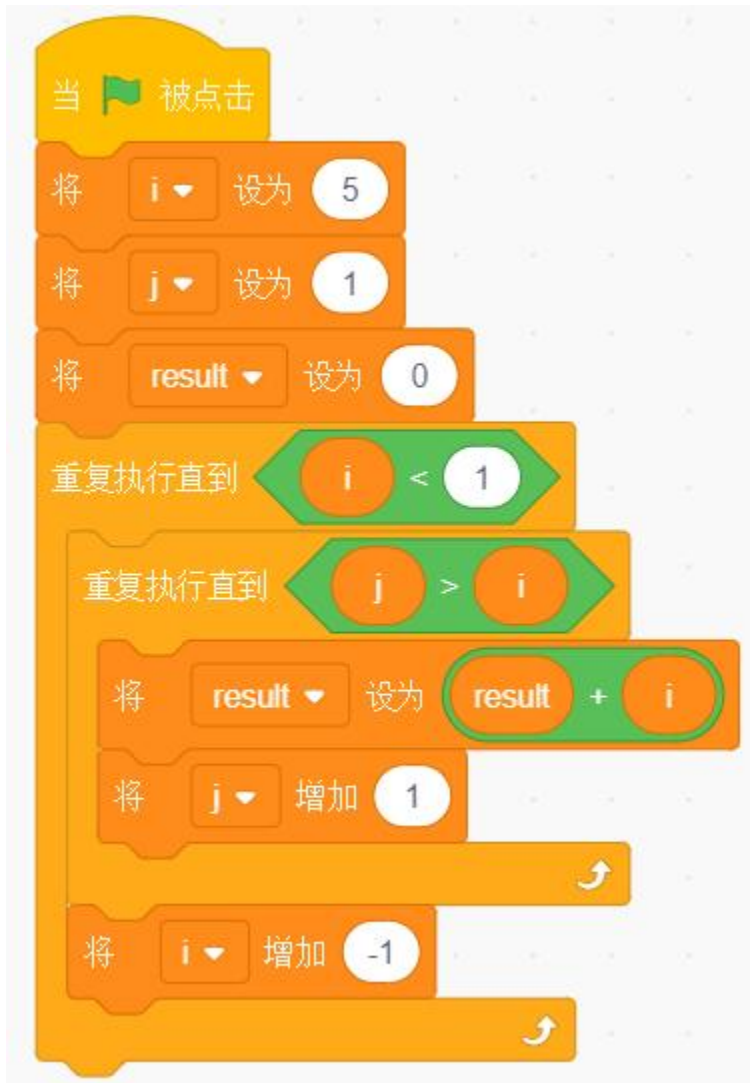 当 被点击
将 i 设为 5
将 j 设为 1
将 result 设为 0
重复执行直到 i < 1
重复执行直到 j > i
将 result 设为 result + i
将 j 增加 1
将 i 增加 -1